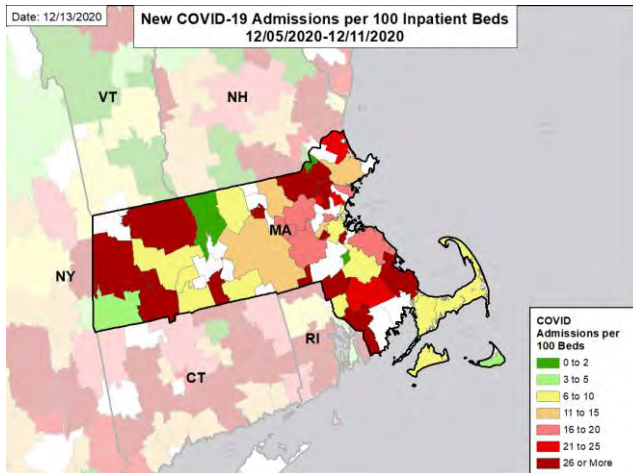 Date: 12/13/2020
New COVID-19 Admissions per 100 Inpatient Beds
12/05/2020-12/11/2020
VT
NH
MA
NY
CT
RI
COVID
Admissions per
100 Beds
0 to 2
3 to 5
6 to 10
11 to 15
16 to 20
21 to 25
26 or More